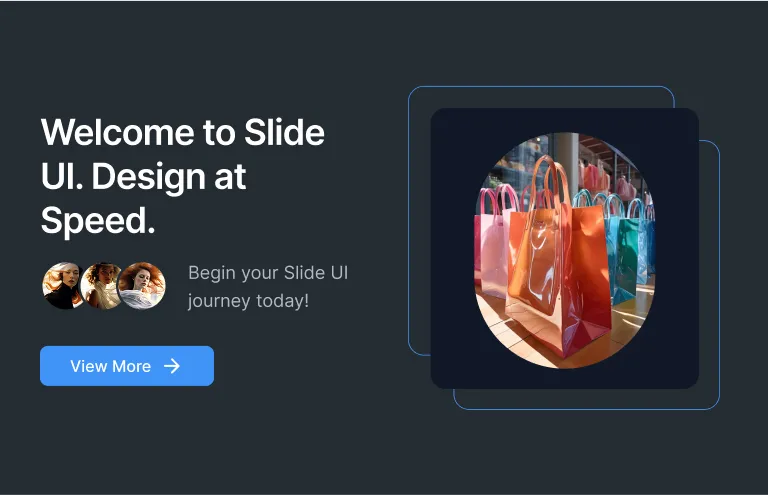 Welcome to Slide
UI. Design at
Speed.
Begin your Slide UI
journey today!
View More